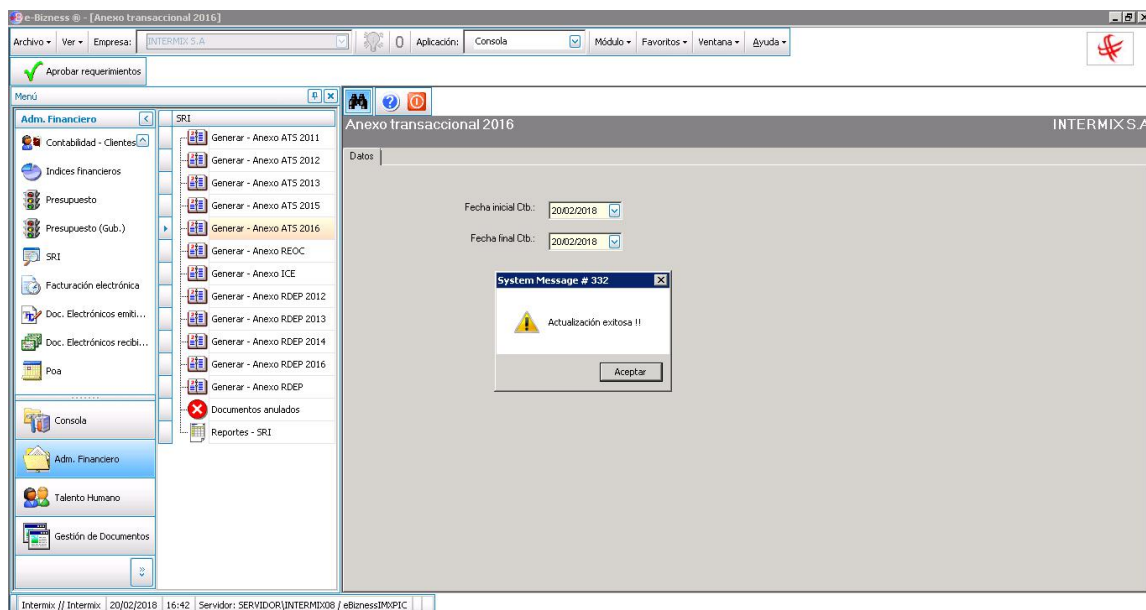 e-Bizness ® - [Anexo transaccional 2016]
Archivo Ver Empresa: INTERMIX S.A 0 Aplicación: Consola Módulo Favoritos Ventana Ayuda
Aprobar requerimientos
Menú
Adm. Financiero
Contabilidad - Clientes
Indices financieros
Presupuesto
Presupuesto (Gub.)
SRI
Facturación electrónica
Doc. Electrónicos emiti...
Doc. Electrónicos recibi...
Poa
Consola
Adm. Financiero
Talento Humano
Gestión de Documentos
SRI
Generar - Anexo ATS 2011
Generar - Anexo ATS 2012
Generar - Anexo ATS 2013
Generar - Anexo ATS 2015
Generar - Anexo ATS 2016
Generar - Anexo REOC
Generar - Anexo ICE
Generar - Anexo RDEP 2012
Generar - Anexo RDEP 2013
Generar - Anexo RDEP 2014
Generar - Anexo RDEP 2016
Generar - Anexo RDEP
Documentos anulados
Reportes - SRI
Anexo transaccional 2016 INTERMIX S.A
Datos
Fecha inicial Ctb.: 20/02/2018
Fecha final Ctb.: 20/02/2018
System Message # 332
Actualización exitosa !!
Aceptar
Intermix // Intermix 20/02/2018 16:42 Servidor: SERVIDOR\INTERMIX08 / eBiznessIMXPIC